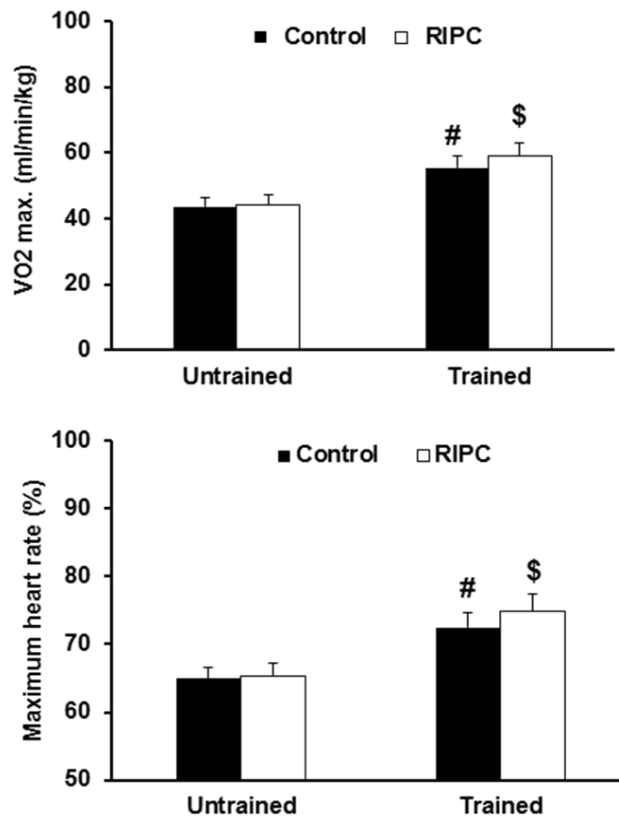 100
80
60
40
20
0
VO2 max. (ml/min/kg)
Control RIPC
# $
Untrained Trained
100
90
80
70
60
50
Maximum heart rate (%)
Control RIPC
# $
Untrained Trained